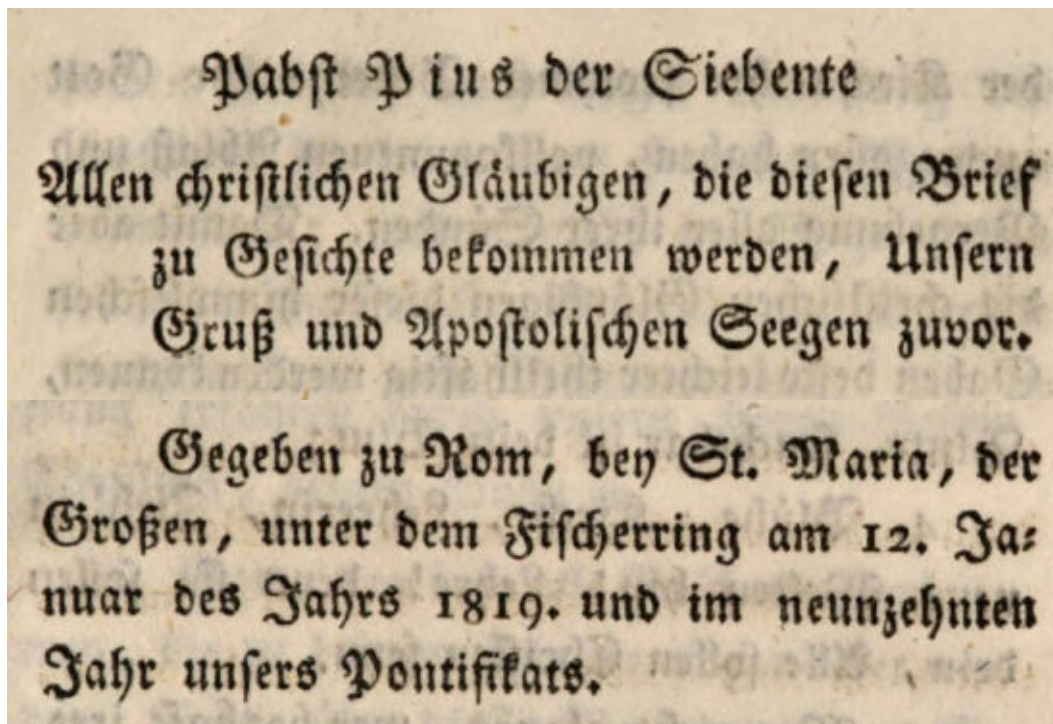 Pabst Pius der Siebente
Allen christlichen Gläubigen, die diesen Brief
zu Gesichte bekommen werden, Unsern
Gruß und Apostolischen Seegen zuvor.
Gegeben zu Rom, bey St. Maria, der
Großen, unter dem Fischerring am 12. Ja⸗
nuar des Jahrs 1819. und im neunzehnten
Jahr unsers Pontifikats.